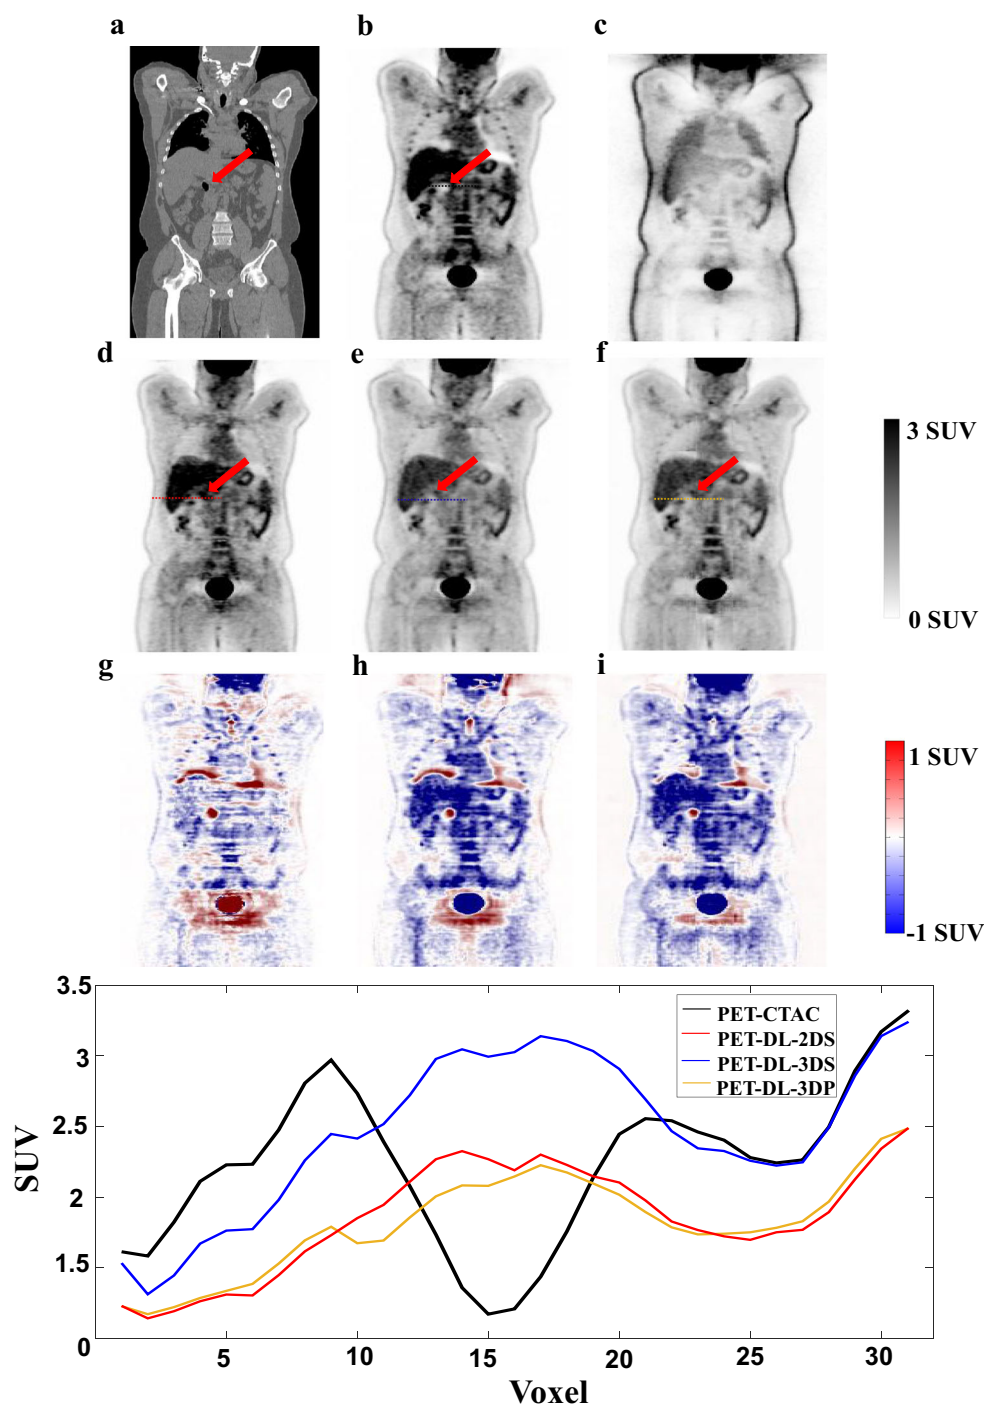 a b c
d e f
3 SUV
0 SUV
g h i
1 SUV
-1 SUV
3.5
3
2.5
2
1.5
0
SUV
PET-CTAC
PET-DL-2DS
PET-DL-3DS
PET-DL-3DP
5 10 15 20 25 30
Voxel